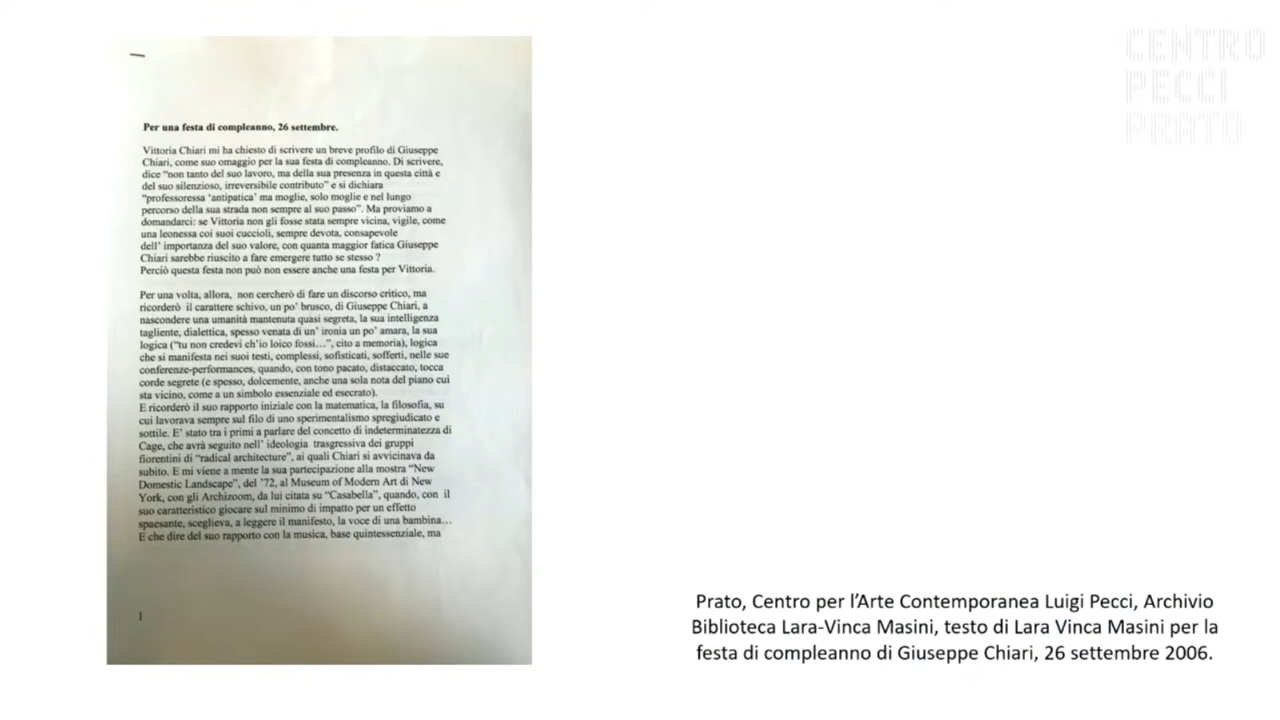 CENTRO
PECCI
PRATO
Per una festa di compleanno, 26 settembre.
Vittoria Chiari mi ha chiesto di scrivere un breve profilo di Giuseppe
Chiari, come suo omaggio per la sua festa di compleanno. Di scrivere,
dice “non tanto del suo lavoro, ma della sua presenza in questa città e
del suo silenzioso, irreversibile contributo” e si dichiara
“professoressa ‘antipatica’ ma moglie, solo moglie e nel lungo
percorso della sua strada non sempre al suo passo”. Ma proviamo a
domandarci: se Vittoria non gli fosse stata sempre vicina, vigile, come
una leonessa coi suoi cuccioli, sempre devota, consapevole
dell’ importanza del suo valore, con quanta maggior fatica Giuseppe
Chiari sarebbe riuscito a fare emergere tutto se stesso ?
Perciò questa festa non può non essere anche una festa per Vittoria.
Per una volta, allora, non cercherò di fare un discorso critico, ma
ricorderò il carattere schivo, un po’ brusco, di Giuseppe Chiari, a
nascondere una umanità mantenuta quasi segreta, la sua intelligenza
tagliente, dialettica, spesso venata di un’ ironia un po’ amara, la sua
logica (“tu non credevi ch’io loico fossi…”, cito a memoria), logica
che si manifesta nei suoi testi, complessi, sofisticati, sofferti, nelle sue
conferenze-performances, quando, con tono pacato, distaccato, tocca
corde segrete (e spesso, dolcemente, anche una sola nota del piano cui
sta vicino, come a un simbolo essenziale ed esecrato).
E ricorderò il suo rapporto iniziale con la matematica, la filosofia, su
cui lavorava sempre sul filo di uno sperimentalismo spregiudicato e
sottile. E’ stato tra i primi a parlare del concetto di indeterminatezza di
Cage, che avrà seguito nell’ ideologia trasgressiva dei gruppi
fiorentini di “radical architecture”, ai quali Chiari si avvicinava da
subito. E mi viene a mente la sua partecipazione alla mostra “New
Domestic Landscape”, del ’72, al Museum of Modern Art di New
York, con gli Archizoom, da lui citata su “Casabella”, quando, con il
suo caratteristico giocare sul minimo di impatto per un effetto
spaesante, sceglieva, a leggere il manifesto, la voce di una bambina…
E che dire del suo rapporto con la musica, base quintessenziale, ma
1
Prato, Centro per l’Arte Contemporanea Luigi Pecci, Archivio
Biblioteca Lara-Vinca Masini, testo di Lara Vinca Masini per la
festa di compleanno di Giuseppe Chiari, 26 settembre 2006.